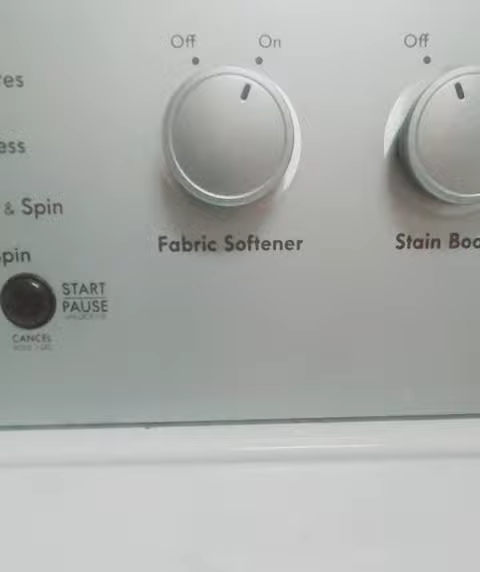 Off
On
Off
es
ess
& Spin
pin
Fabric Softener
Stain Boo
START
PAUSE
CANCEL